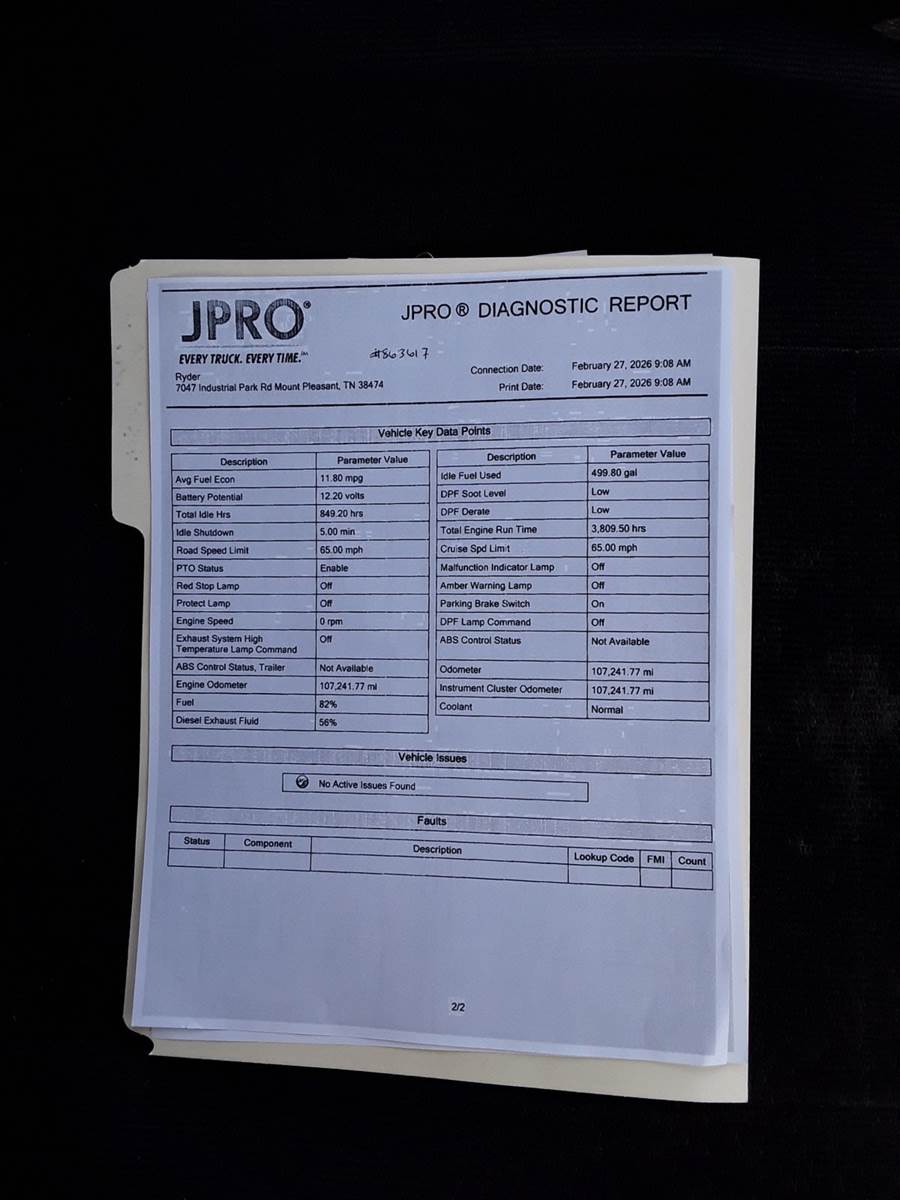 JPRO®
JPRO® DIAGNOSTIC REPORT
EVERY TRUCK. EVERY TIME.™
#863617
Ryder
7047 Industrial Park Rd Mount Pleasant, TN 38474
Connection Date: February 27, 2026 9:08 AM
Print Date: February 27, 2026 9:08 AM
Vehicle Key Data Points
Description Parameter Value
Avg Fuel Econ 11.80 mpg
Battery Potential 12.20 volts
Total Idle Hrs 849.20 hrs
Idle Shutdown 5.00 min
Road Speed Limit 65.00 mph
PTO Status Enable
Red Stop Lamp Off
Protect Lamp Off
Engine Speed 0 rpm
Exhaust System High Off
Temperature Lamp Command
ABS Control Status, Trailer Not Available
Engine Odometer 107,241.77 mi
Fuel 82%
Diesel Exhaust Fluid 56%
Description Parameter Value
Idle Fuel Used 499.80 gal
DPF Soot Level Low
DPF Derate Low
Total Engine Run Time 3,809.50 hrs
Cruise Spd Limit 65.00 mph
Malfunction Indicator Lamp Off
Amber Warning Lamp Off
Parking Brake Switch On
DPF Lamp Command Off
ABS Control Status Not Available
Odometer 107,241.77 mi
Instrument Cluster Odometer 107,241.77 mi
Coolant Normal
Vehicle Issues
No Active Issues Found
Faults
Status Component Description Lookup Code FMI Count
2/2